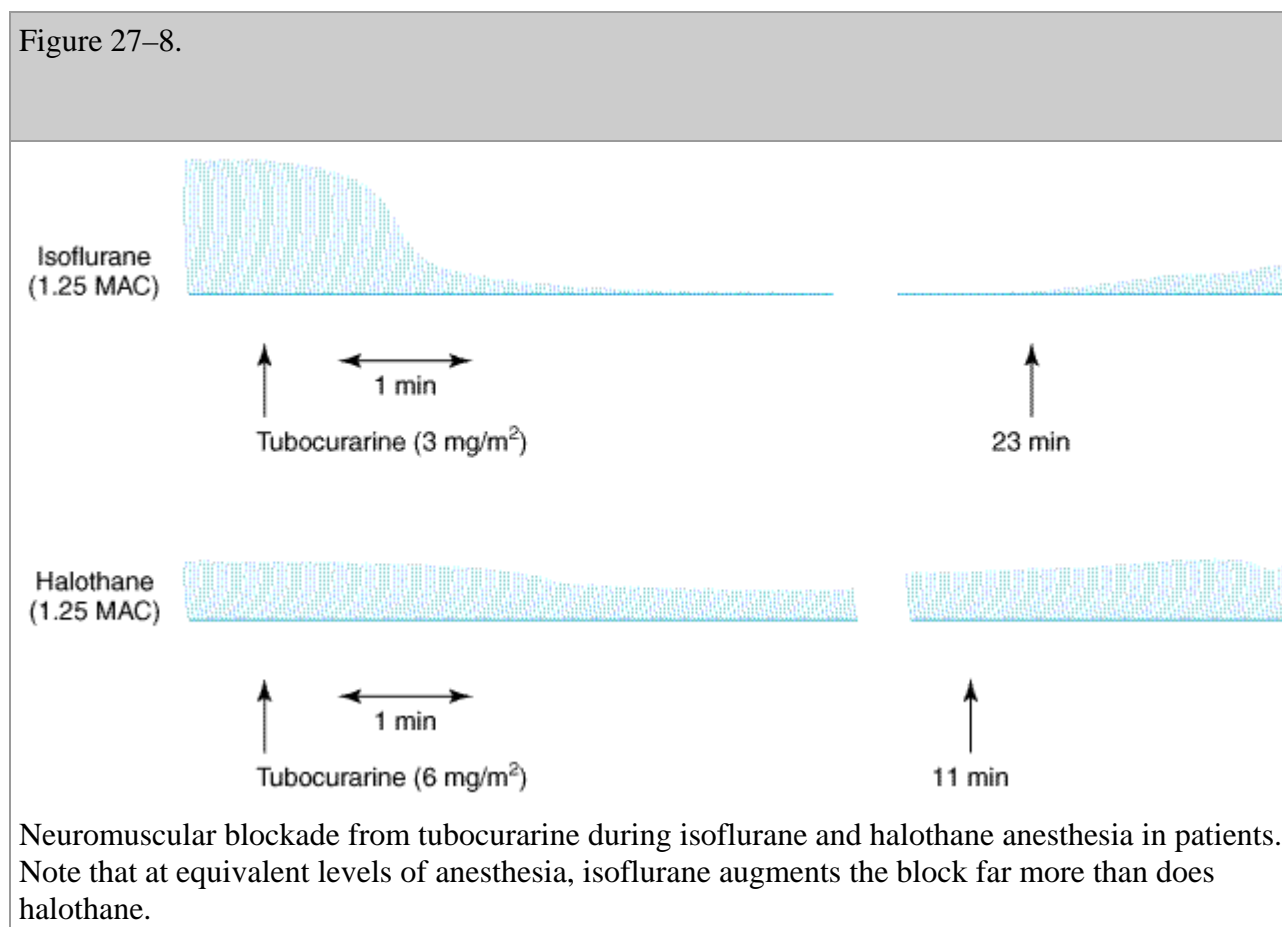 Figure 27–8.
Isoflurane
(1.25 MAC)
1 min
Tubocurarine (3 mg/m²)
23 min
Halothane
(1.25 MAC)
1 min
Tubocurarine (6 mg/m²)
11 min
Neuromuscular blockade from tubocurarine during isoflurane and halothane anesthesia in patients.
Note that at equivalent levels of anesthesia, isoflurane augments the block far more than does
halothane.